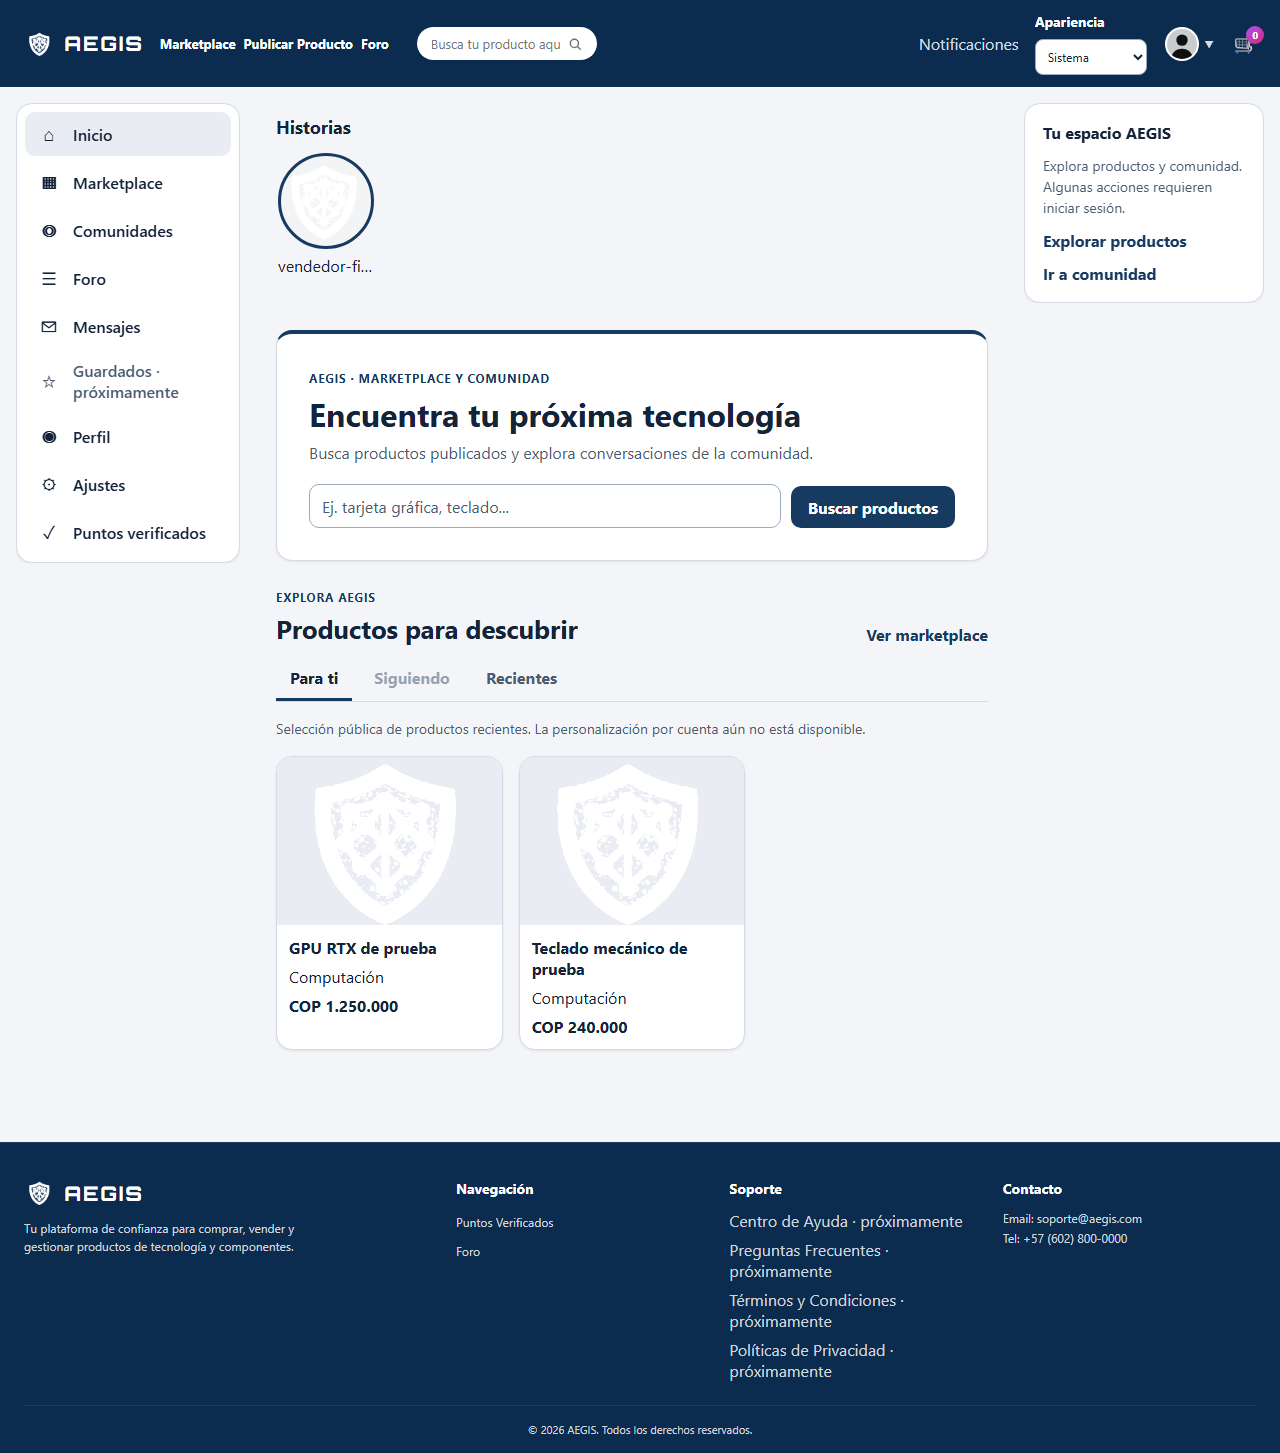 AEGIS
Marketplace Publicar Producto Foro
Busca tu producto aqu
Notificaciones
Apariencia
Sistema
0
Inicio
Marketplace
Comunidades
Foro
Mensajes
Guardados ·
próximamente
Perfil
Ajustes
Puntos verificados
Historias
vendedor-fi...
AEGIS · MARKETPLACE Y COMUNIDAD
Encuentra tu próxima tecnología
Busca productos publicados y explora conversaciones de la comunidad.
Ej. tarjeta gráfica, teclado...
Buscar productos
EXPLORA AEGIS
Productos para descubrir
Ver marketplace
Para ti
Siguiendo
Recientes
Selección pública de productos recientes. La personalización por cuenta aún no está disponible.
GPU RTX de prueba
Computación
COP 1.250.000
Teclado mecánico de
prueba
Computación
COP 240.000
Tu espacio AEGIS
Explora productos y comunidad.
Algunas acciones requieren
iniciar sesión.
Explorar productos
Ir a comunidad
AEGIS
Tu plataforma de confianza para comprar, vender y
gestionar productos de tecnología y componentes.
Navegación
Puntos Verificados
Foro
Soporte
Centro de Ayuda · próximamente
Preguntas Frecuentes ·
próximamente
Términos y Condiciones ·
próximamente
Políticas de Privacidad ·
próximamente
Contacto
Email: soporte@aegis.com
Tel: +57 (602) 800-0000
© 2026 AEGIS. Todos los derechos reservados.